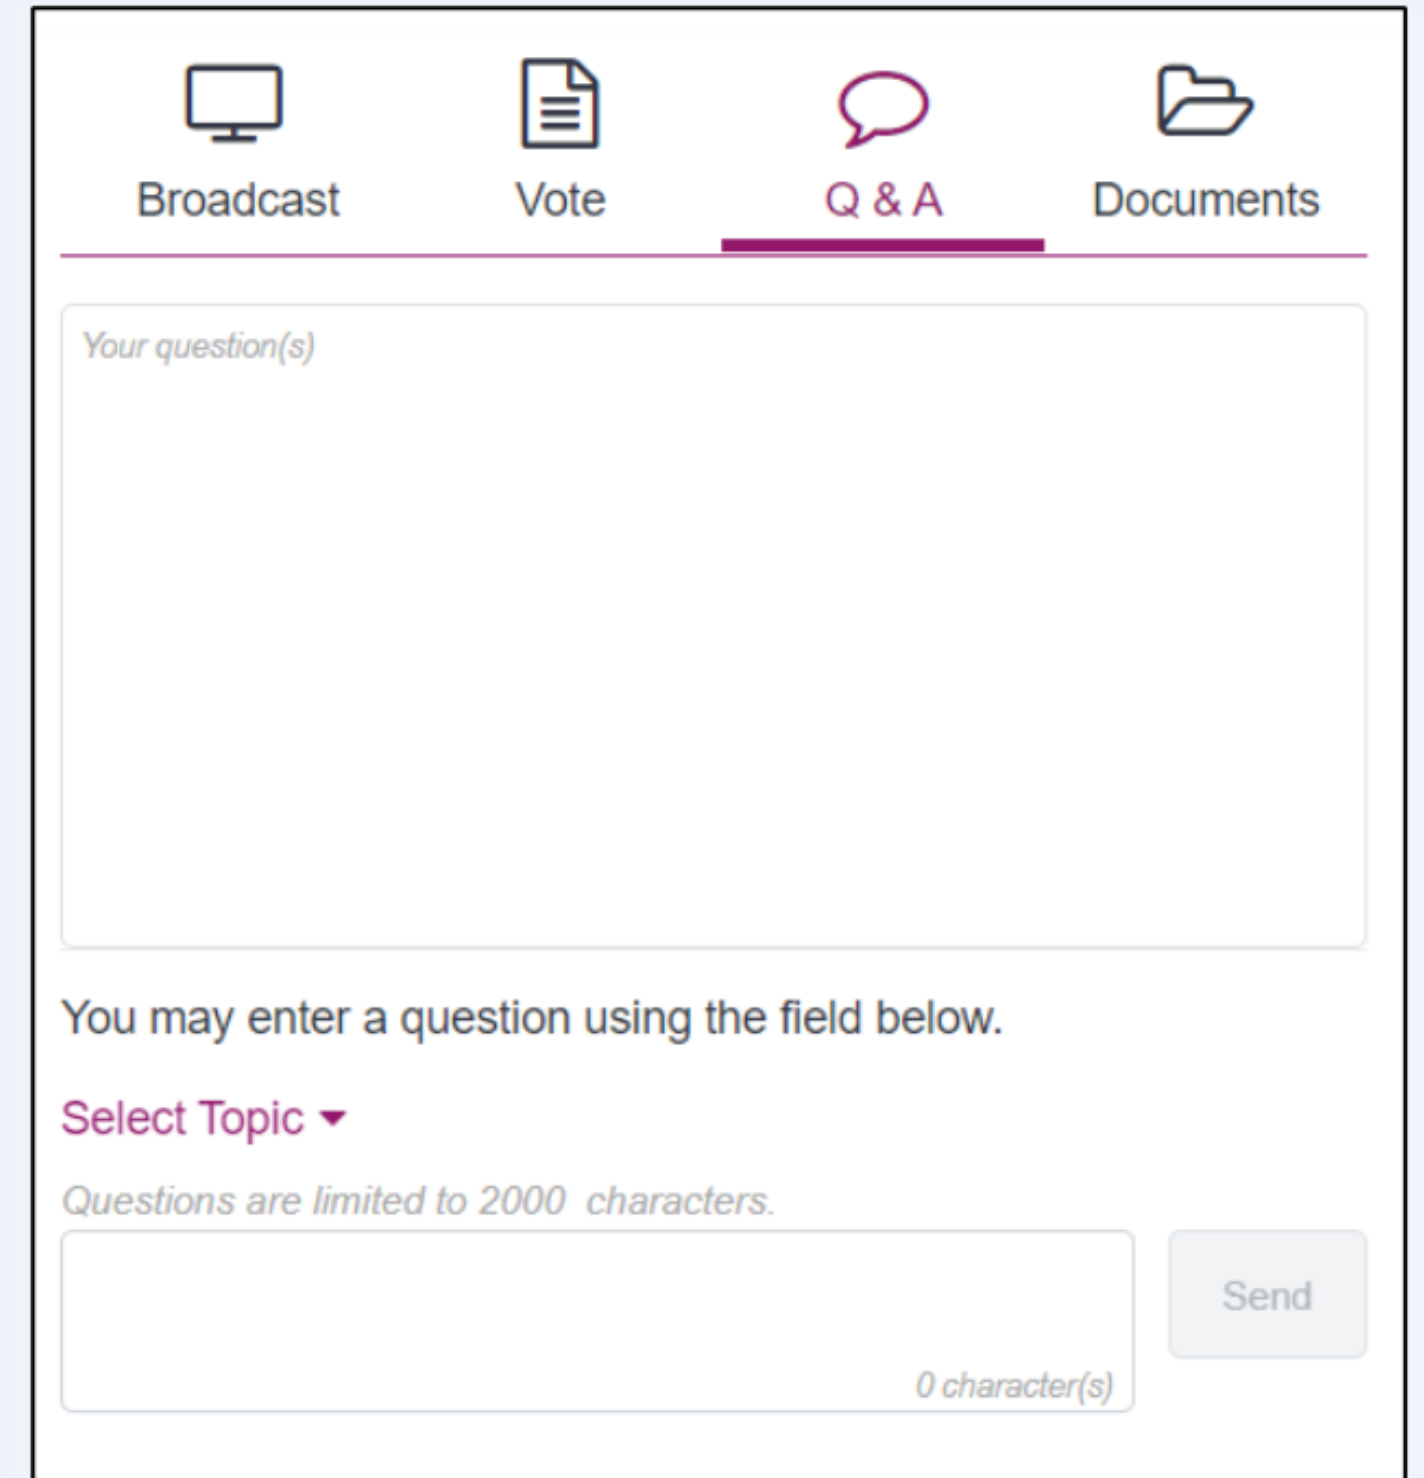 Broadcast Vote Q & A Documents
Your question(s)
You may enter a question using the field below.
Select Topic
Questions are limited to 2000 characters.
Send
0 character(s)